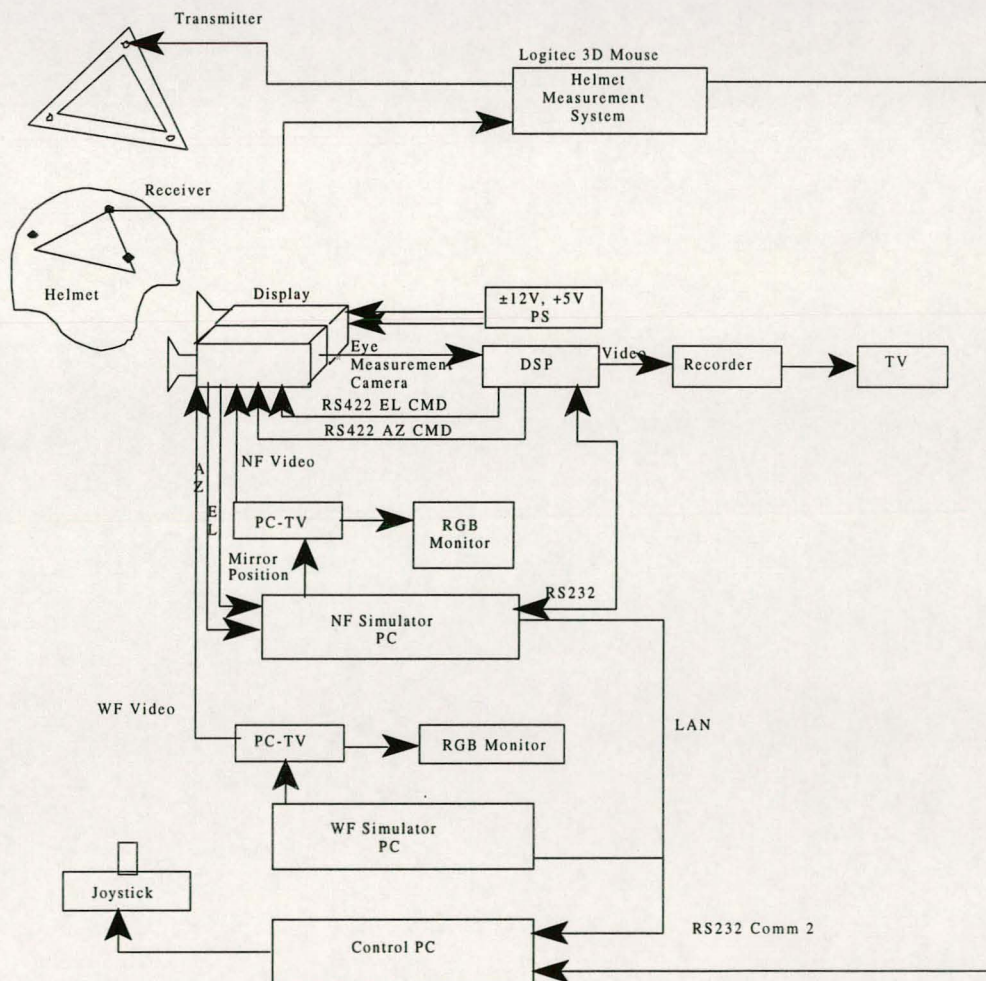 Transmitter
Logitec 3D Mouse
Helmet
Measurement
System
Receiver
Helmet
Display
±12V, +5V
PS
Eye
Measurement
Camera
DSP
Video
Recorder
TV
RS422 EL CMD
RS422 AZ CMD
NF Video
AZ
EL
PC-TV
RGB
Monitor
Mirror
Position
RS232
NF Simulator
PC
WF Video
PC-TV
RGB Monitor
LAN
WF Simulator
PC
Joystick
Control PC
RS232 Comm 2